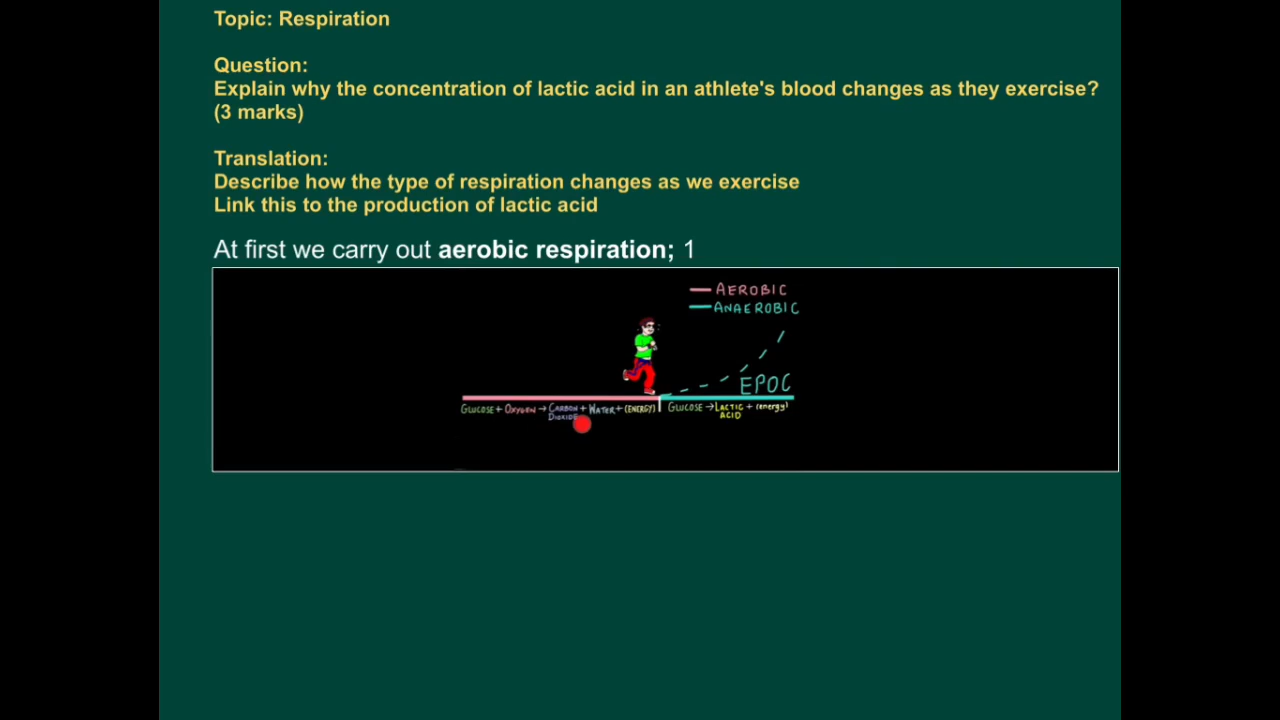 Topic: Respiration
Question:
Explain why the concentration of lactic acid in an athlete's blood changes as they exercise?
(3 marks)
Translation:
Describe how the type of respiration changes as we exercise
Link this to the production of lactic acid
At first we carry out aerobic respiration; 1
AEROBIC
ANAEROBIC
EPOC
GLUCOSE + OXYGEN → CARBON DIOXIDE + WATER + (ENERGY)
GLUCOSE → LACTIC ACID + (energy)